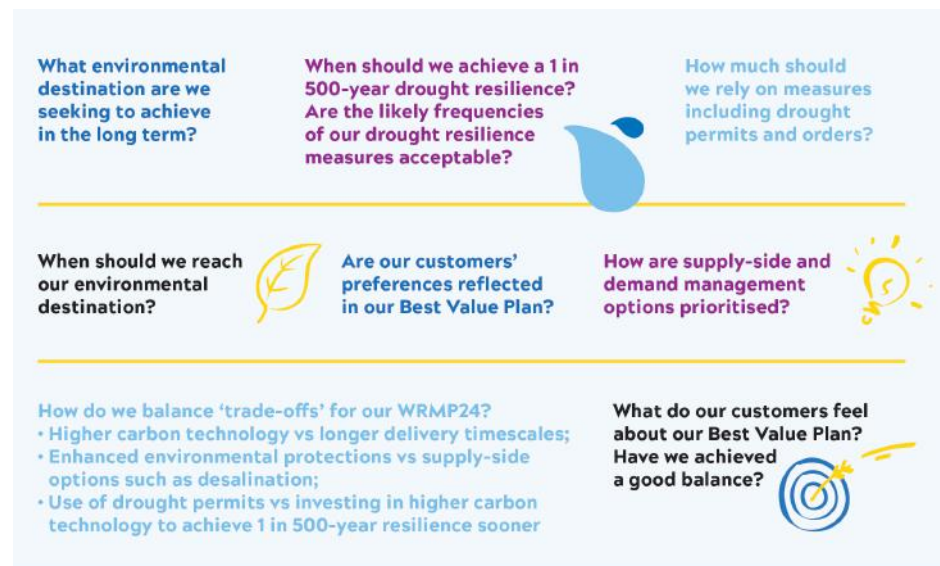 What environmental
destination are we
seeking to achieve
in the long term?
When should we achieve a 1 in
500-year drought resilience?
Are the likely frequencies
of our drought resilience
measures acceptable?
How much should
we rely on measures
including drought
permits and orders?
When should we reach
our environmental
destination?
Are our customers’
preferences reflected
in our Best Value Plan?
How are supply-side and
demand management
options prioritised?
How do we balance ‘trade-offs’ for our WRMP24?
• Higher carbon technology vs longer delivery timescales;
• Enhanced environmental protections vs supply-side
options such as desalination;
• Use of drought permits vs investing in higher carbon
technology to achieve 1 in 500-year resilience sooner
What do our customers feel
about our Best Value Plan?
Have we achieved
a good balance?